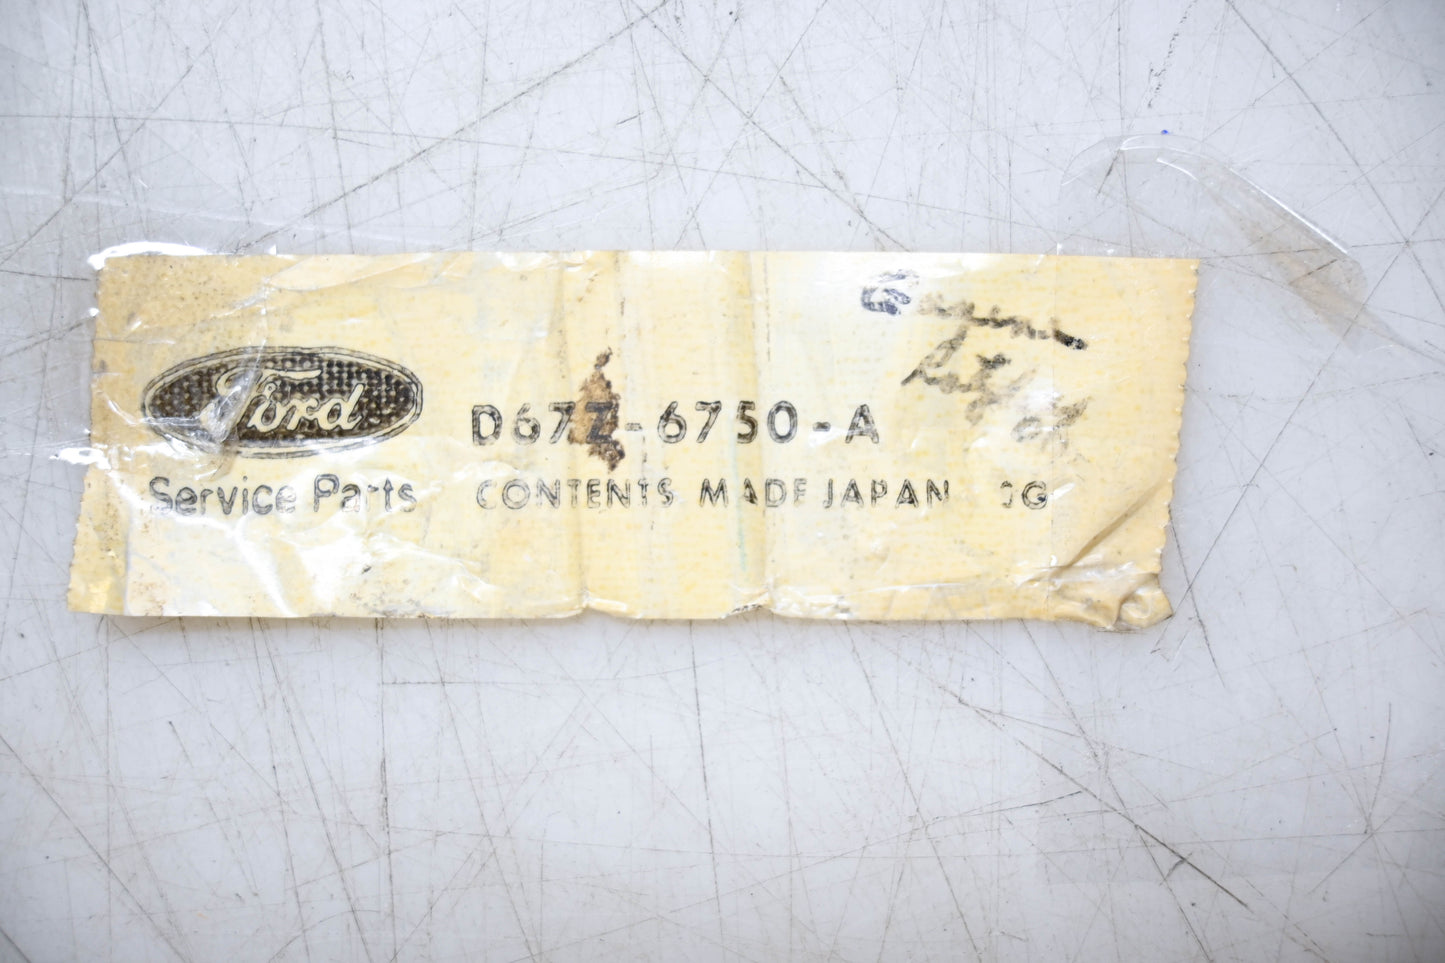 Ford
D67Z-6750-A
Service Parts CONTENTS MADE JAPAN